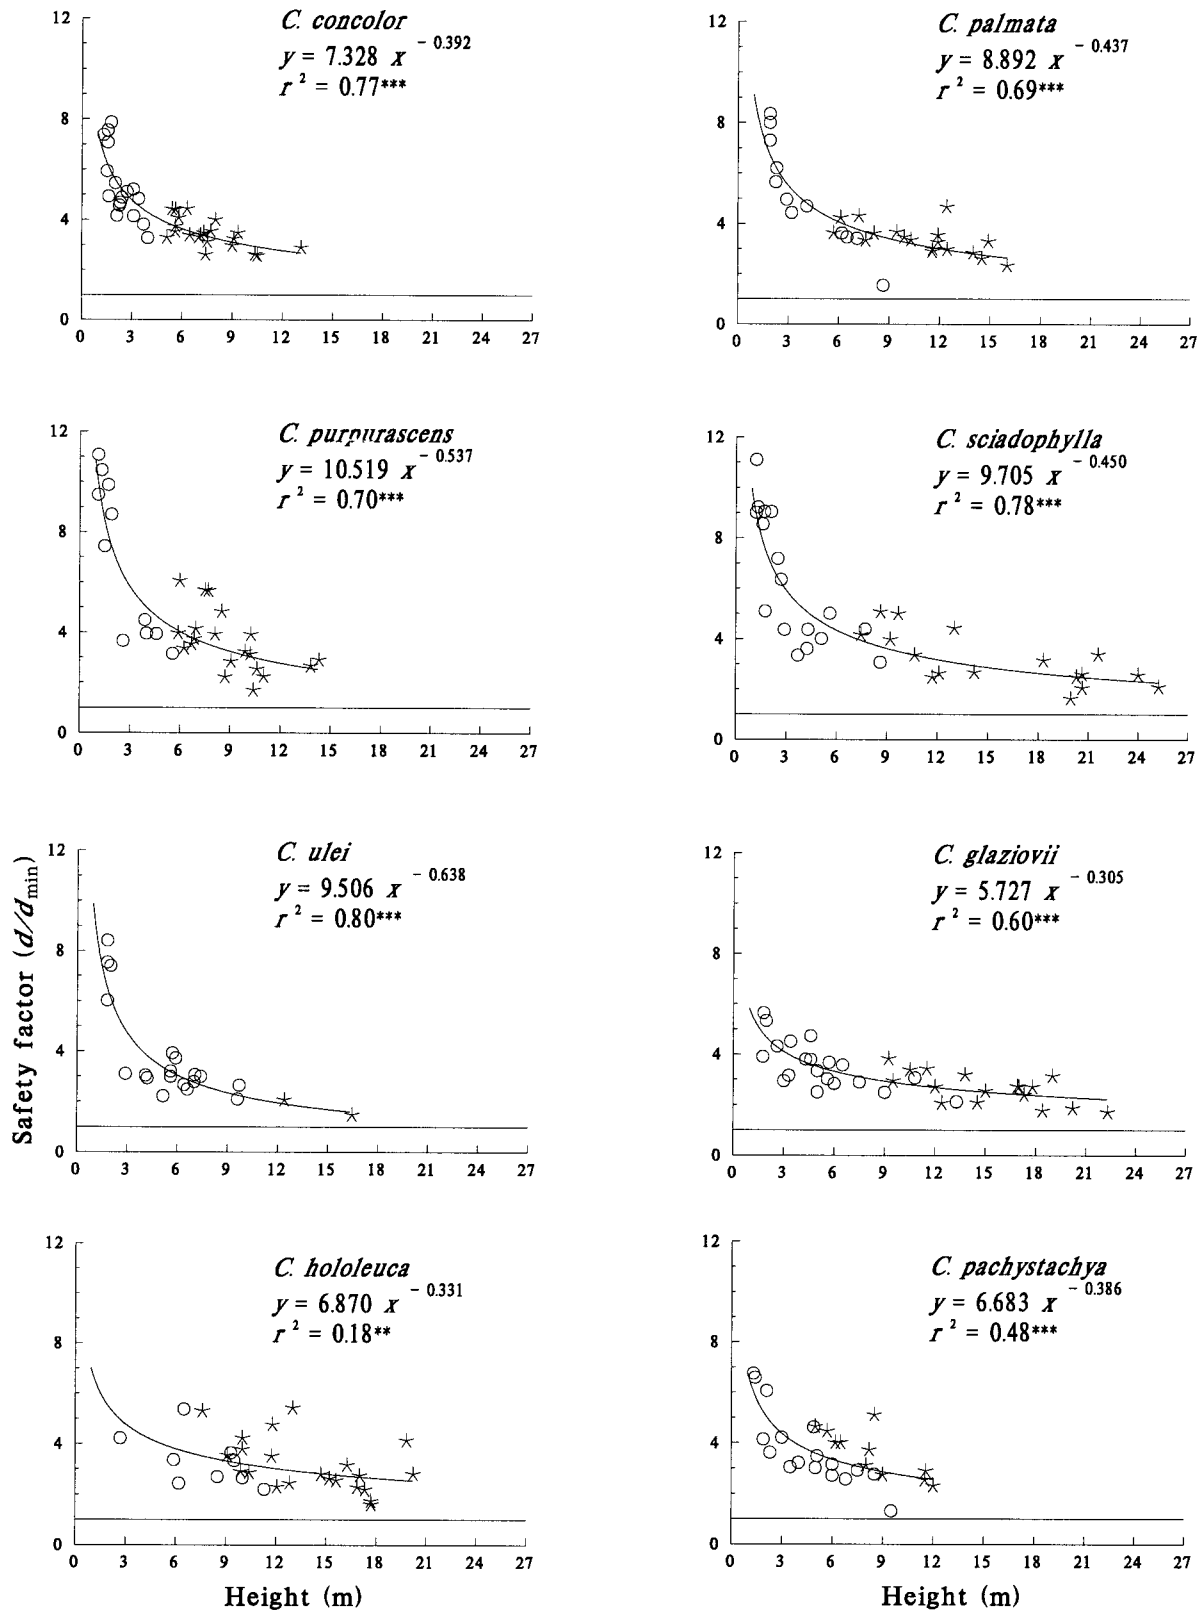 C. concolor
y = 7.328 x^{- 0.392}
r^2 = 0.77***
12
8
4
0
0 3 6 9 12 15 18 21 24 27
C. palmata
y = 8.892 x^{- 0.437}
r^2 = 0.69***
12
8
4
0
0 3 6 9 12 15 18 21 24 27
C. purpurascens
y = 10.519 x^{- 0.537}
r^2 = 0.70***
12
8
4
0
0 3 6 9 12 15 18 21 24 27
C. sciadophylla
y = 9.705 x^{- 0.450}
r^2 = 0.78***
12
8
4
0
0 3 6 9 12 15 18 21 24 27
Safety factor (d/d_{min})
C. ulei
y = 9.506 x^{- 0.638}
r^2 = 0.80***
12
8
4
0
0 3 6 9 12 15 18 21 24 27
C. glaziovii
y = 5.727 x^{- 0.305}
r^2 = 0.60***
12
8
4
0
0 3 6 9 12 15 18 21 24 27
C. hololeuca
y = 6.870 x^{- 0.331}
r^2 = 0.18**
12
8
4
0
0 3 6 9 12 15 18 21 24 27
Height (m)
C. pachystachya
y = 6.683 x^{- 0.386}
r^2 = 0.48***
12
8
4
0
0 3 6 9 12 15 18 21 24 27
Height (m)